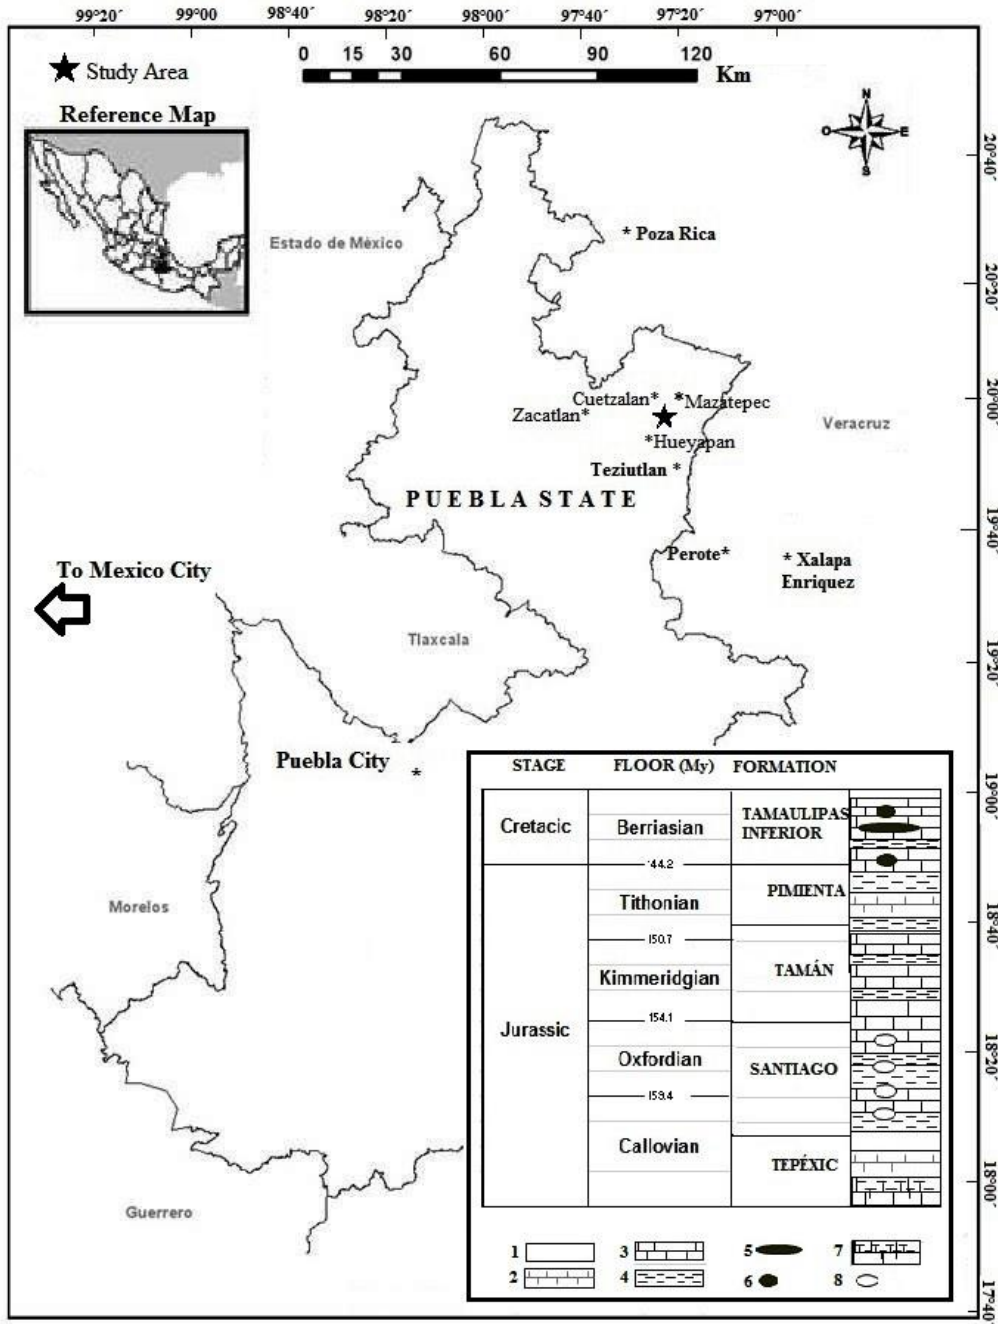 99°20´ 99°00´ 98°40´ 98°20´ 98°00´ 97°40´ 97°20´ 97°00´
Study Area
0 15 30 60 90 120 Km
Reference Map
N
O E
S
20°40´
Estado de México
* Poza Rica
20°20´
20°00´
Cuetzalan* *Mazatepec
Zacatlan*
Veracruz
*Hueyapan
Teziutlan *
PUEBLA STATE
19°40´
Perote* * Xalapa
Enriquez
To Mexico City
Tlaxcala
19°20´
Puebla City
*
19°00´
STAGE FLOOR (My) FORMATION
Cretacic Berriasian TAMAULIPAS
INFERIOR
144.2
Tithonian PIMIENTA
Morelos
18°40´
150.7
Kimmeridgian TAMÁN
154.1
Jurassic
18°20´
Oxfordian SANTIAGO
159.4
Callovian TEPÉXIC
18°00´
Guerrero
1 3 5 7
2 4 6 8
17°40´